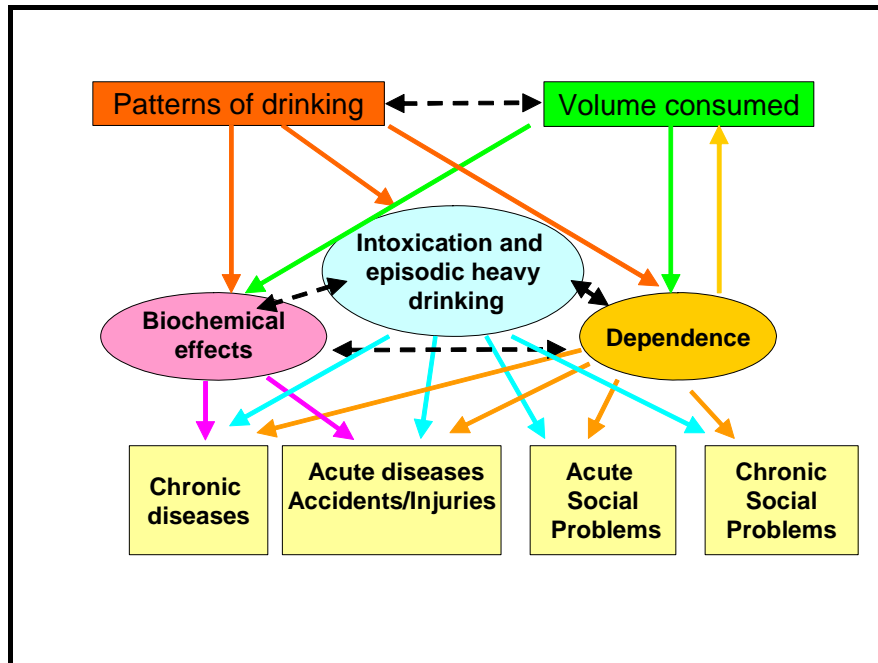 Patterns of drinking
Volume consumed
Intoxication and
episodic heavy
drinking
Biochemical
effects
Dependence
Chronic
diseases
Acute diseases
Accidents/Injuries
Acute
Social
Problems
Chronic
Social
Problems